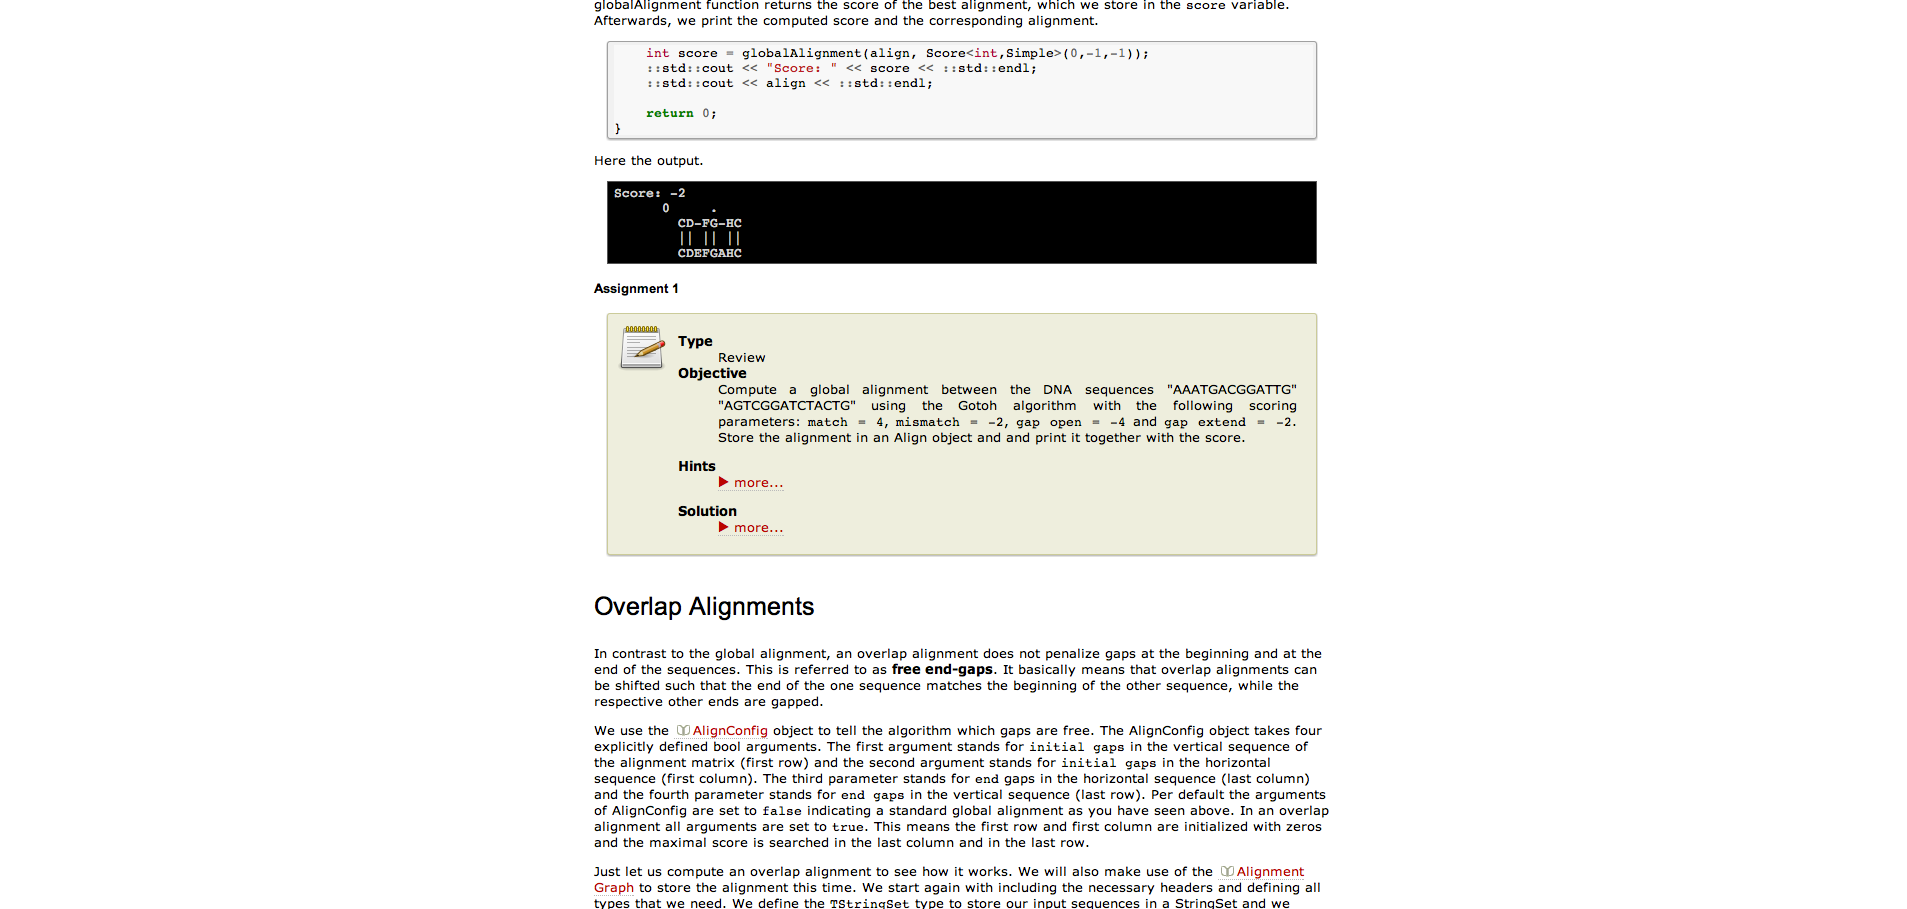 globalAlignment function returns the score of the best alignment, which we store in the score variable.
Afterwards, we print the computed score and the corresponding alignment.
int score = globalAlignment(align, Score<int,Simple>(0,-1,-1));
::std::cout << "Score: " << score << ::std::endl;
::std::cout << align << ::std::endl;
return 0;
}
Here the output.
Score: -2
0 .
CD-FG-HC
|| || ||
CDEFGAHC
Assignment 1
Type
Review
Objective
Compute a global alignment between the DNA sequences "AAATGACGGATTG"
"AGTCGGATCTACTG" using the Gotoh algorithm with the following scoring
parameters: match = 4, mismatch = -2, gap open = -4 and gap extend = -2.
Store the alignment in an Align object and and print it together with the score.
Hints
more...
Solution
more...
Overlap Alignments
In contrast to the global alignment, an overlap alignment does not penalize gaps at the beginning and at the
end of the sequences. This is referred to as free end-gaps. It basically means that overlap alignments can
be shifted such that the end of the one sequence matches the beginning of the other sequence, while the
respective other ends are gapped.
We use the AlignConfig object to tell the algorithm which gaps are free. The AlignConfig object takes four
explicitly defined bool arguments. The first argument stands for initial gaps in the vertical sequence of
the alignment matrix (first row) and the second argument stands for initial gaps in the horizontal
sequence (first column). The third parameter stands for end gaps in the horizontal sequence (last column)
and the fourth parameter stands for end gaps in the vertical sequence (last row). Per default the arguments
of AlignConfig are set to false indicating a standard global alignment as you have seen above. In an overlap
alignment all arguments are set to true. This means the first row and first column are initialized with zeros
and the maximal score is searched in the last column and in the last row.
Just let us compute an overlap alignment to see how it works. We will also make use of the Alignment
Graph to store the alignment this time. We start again with including the necessary headers and defining all
types that we need. We define the TStringSet type to store our input sequences in a StringSet and we